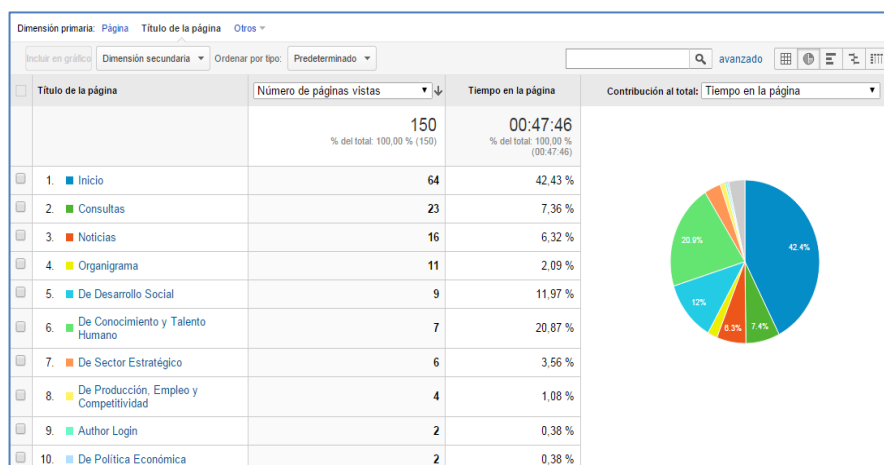 Dimensión primaria: Página Título de la página Otros
Incluir en gráfico Dimensión secundaria Ordenar por tipo: Predeterminado avanzado
Título de la página Número de páginas vistas Tiempo en la página Contribución al total: Tiempo en la página
150 00:47:46
% del total: 100,00 % (150) % del total: 100,00 %
(00:47:46)
1. Inicio 64 42,43 %
2. Consultas 23 7,36 %
3. Noticias 16 6,32 %
4. Organigrama 11 2,09 %
5. De Desarrollo Social 9 11,97 %
6. De Conocimiento y Talento
Humano 7 20,87 %
7. De Sector Estratégico 6 3,56 %
8. De Producción, Empleo y
Competitividad 4 1,08 %
9. Author Login 2 0,38 %
10. De Política Económica 2 0,38 %
20.9%
42.4%
12%
6.3%
7.4%